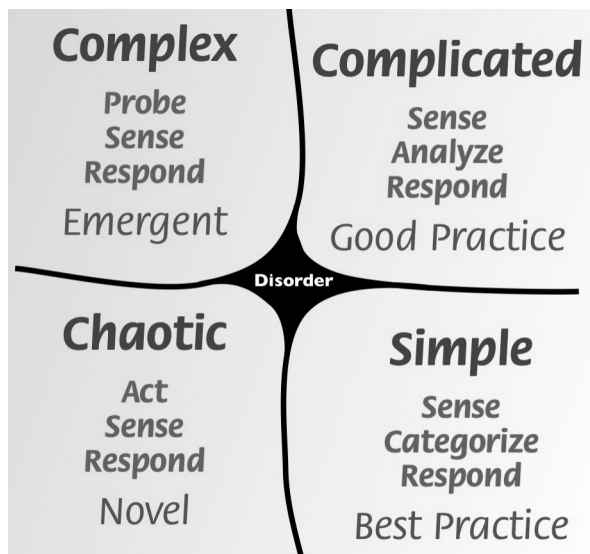 Complex
Probe
Sense
Respond
Emergent
Complicated
Sense
Analyze
Respond
Good Practice
Disorder
Chaotic
Act
Sense
Respond
Novel
Simple
Sense
Categorize
Respond
Best Practice